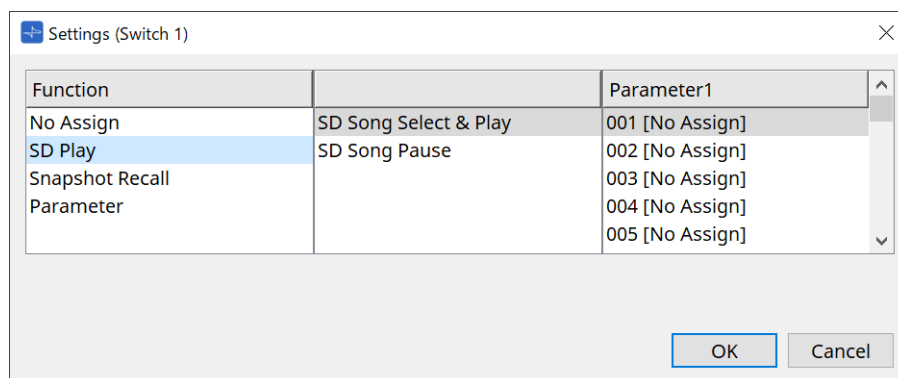 Settings (Switch 1)
Function Parameter1
No Assign SD Song Select & Play 001 [No Assign]
SD Play SD Song Pause 002 [No Assign]
Snapshot Recall 003 [No Assign]
Parameter 004 [No Assign]
005 [No Assign]
OK Cancel